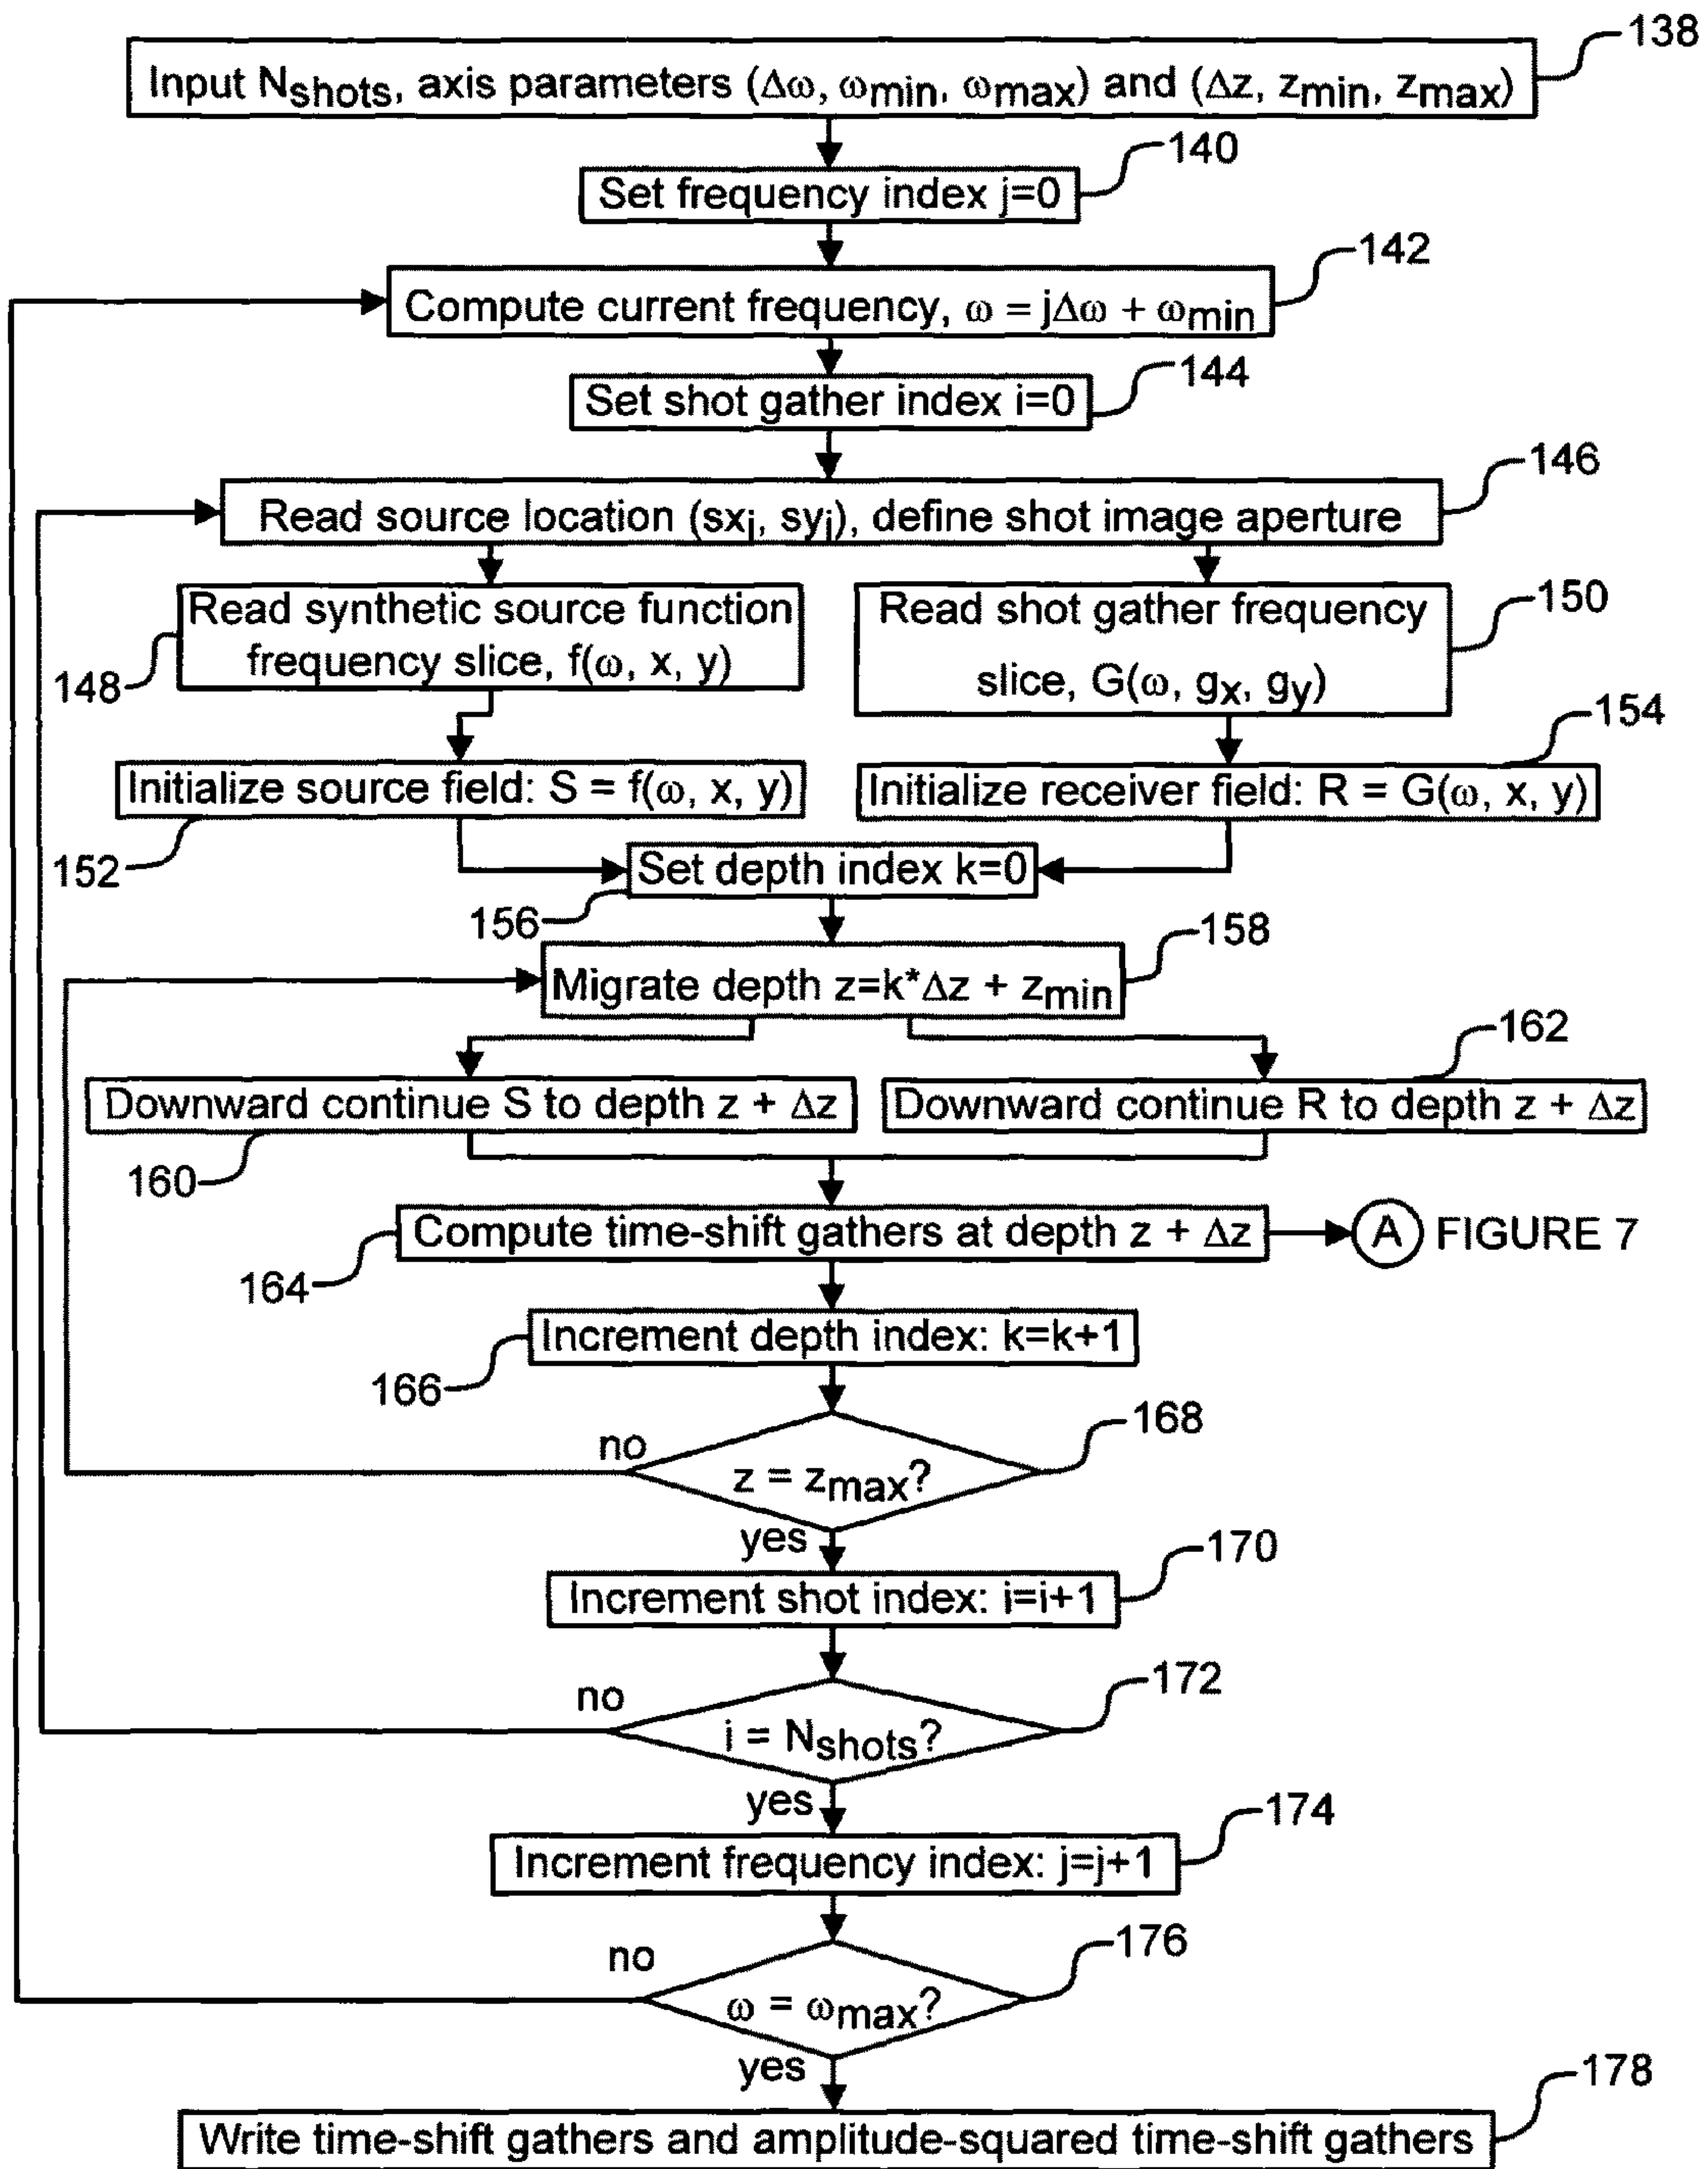 138
Input Nshots, axis parameters (Δω, ωmin, ωmax) and (Δz, zmin, zmax)
140
Set frequency index j=0
142
Compute current frequency, ω = jΔω + ωmin
144
Set shot gather index i=0
146
Read source location (sxi, syi), define shot image aperture
Read synthetic source function
frequency slice, f(ω, x, y)
148
Read shot gather frequency
slice, G(ω, gx, gy)
150
154
Initialize source field: S = f(ω, x, y)
152
Initialize receiver field: R = G(ω, x, y)
Set depth index k=0
156
158
Migrate depth z=k*Δz + zmin
162
Downward continue S to depth z + Δz
Downward continue R to depth z + Δz
160
Compute time-shift gathers at depth z + Δz
A FIGURE 7
164
Increment depth index: k=k+1
166
168
no
z = zmax?
yes
170
Increment shot index: i=i+1
172
no
i = Nshots?
yes
174
Increment frequency index: j=j+1
176
no
ω = ωmax?
yes
178
Write time-shift gathers and amplitude-squared time-shift gathers